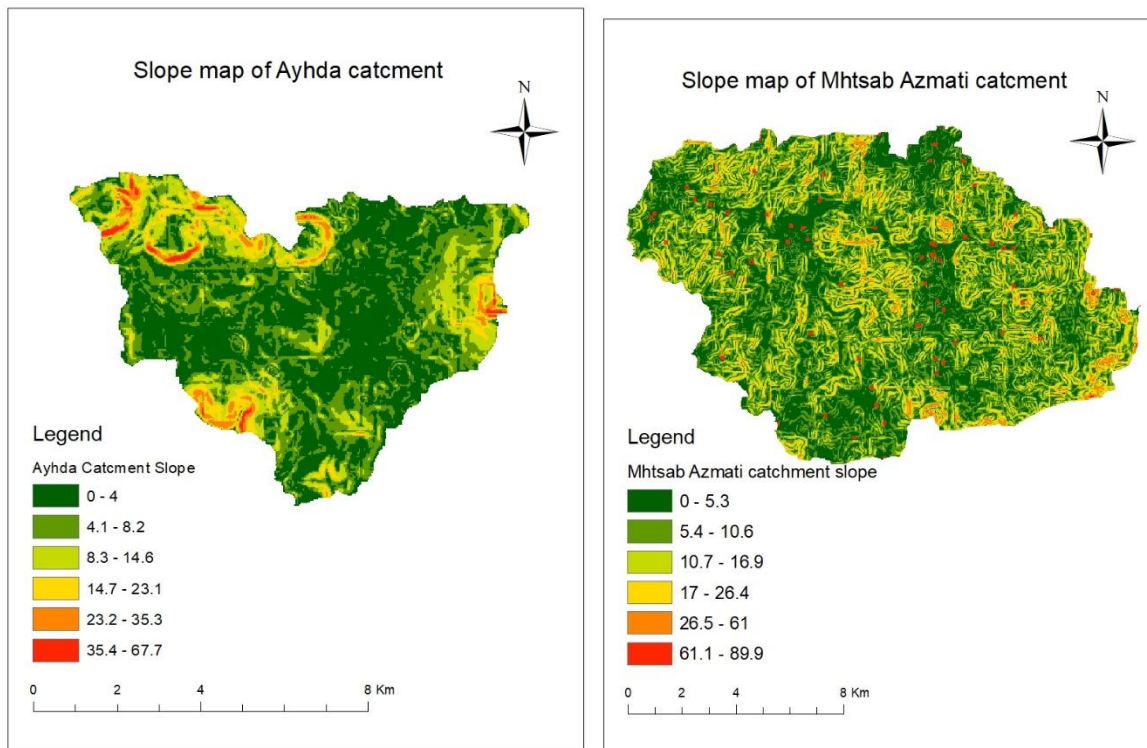 Slope map of Ayhda catcment
N
Legend
Ayhda Catcment Slope
0 - 4
4.1 - 8.2
8.3 - 14.6
14.7 - 23.1
23.2 - 35.3
35.4 - 67.7
0 2 4 8 Km
Slope map of Mhtsab Azmati catcment
N
Legend
Mhtsab Azmati catchment slope
0 - 5.3
5.4 - 10.6
10.7 - 16.9
17 - 26.4
26.5 - 61
61.1 - 89.9
0 2 4 8 Km